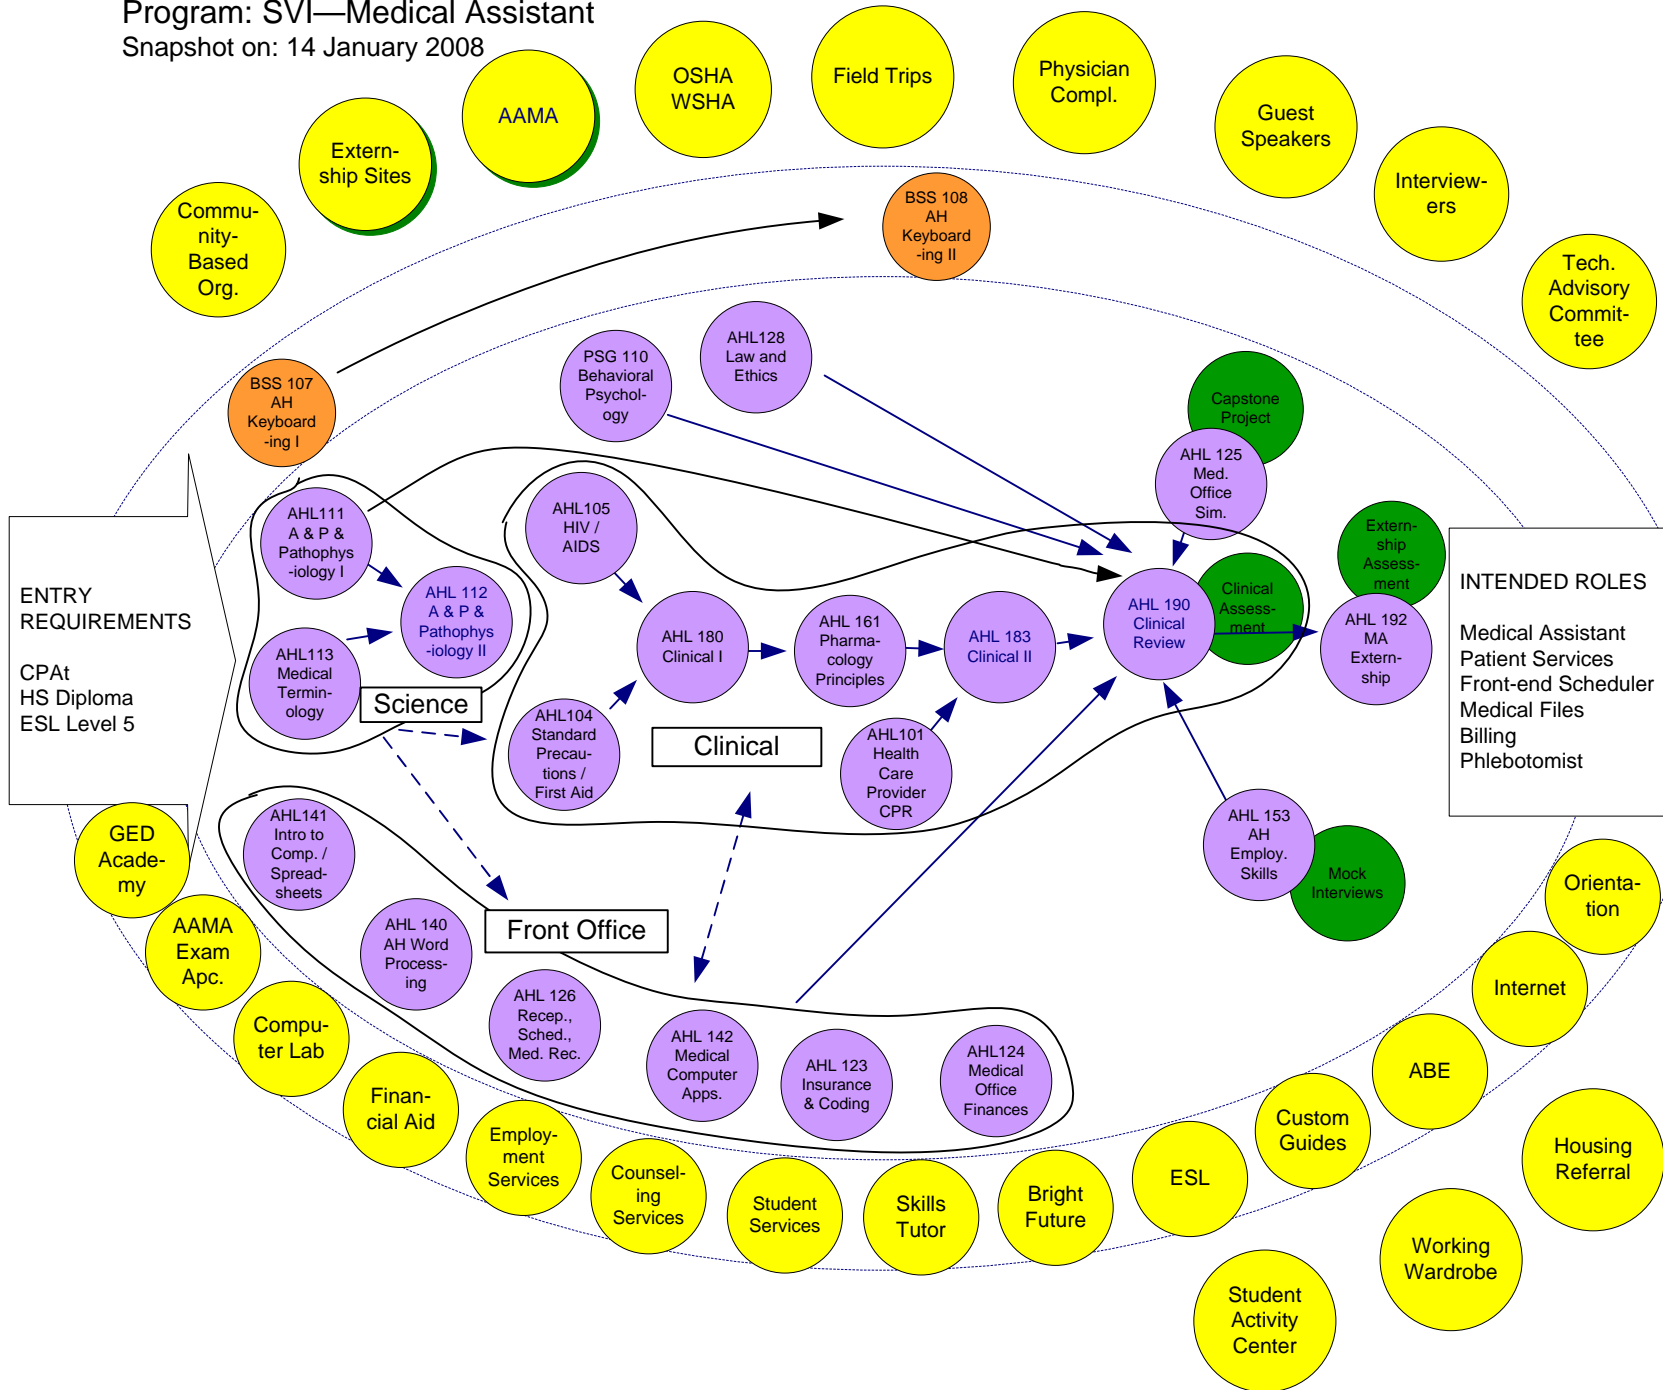 Program: SVI—Medical Assistant
Snapshot on: 14 January 2008
Commu-
nity-
Based
Org.
Extern-
ship Sites
AAMA
OSHA
WSHA
Field Trips
Physician
Compl.
Guest
Speakers
Interview-
ers
Tech.
Advisory
Commit-
tee
BSS 107
AH
Keyboard
-ing I
BSS 108
AH
Keyboard
-ing II
PSG 110
Behavioral
Psychol-
ogy
AHL128
Law and
Ethics
Capstone
Project
AHL 125
Med.
Office
Sim.
ENTRY
REQUIREMENTS
CPAt
HS Diploma
ESL Level 5
AHL111
A & P &
Pathophys
-iology I
AHL 112
A & P &
Pathophys
-iology II
AHL113
Medical
Termin-
ology
Science
AHL105
HIV /
AIDS
AHL104
Standard
Precau-
tions /
First Aid
AHL 180
Clinical I
AHL 161
Pharma-
cology
Principles
AHL 183
Clinical II
AHL101
Health
Care
Provider
CPR
Clinical
AHL 190
Clinical
Review
Clinical
Assess-
ment
Extern-
ship
Assess-
ment
AHL 192
MA
Extern-
ship
INTENDED ROLES
Medical Assistant
Patient Services
Front-end Scheduler
Medical Files
Billing
Phlebotomist
AHL 153
AH
Employ.
Skills
Mock
Interviews
AHL141
Intro to
Comp. /
Spread-
sheets
AHL 140
AH Word
Process-
ing
Front Office
AHL 126
Recep.,
Sched.,
Med. Rec.
AHL 142
Medical
Computer
Apps.
AHL 123
Insurance
& Coding
AHL124
Medical
Office
Finances
GED
Acade-
my
AAMA
Exam
Apc.
Compu-
ter Lab
Finan-
cial Aid
Employ-
ment
Services
Counsel-
ing
Services
Student
Services
Skills
Tutor
Bright
Future
ESL
Custom
Guides
ABE
Internet
Orienta-
tion
Housing
Referral
Working
Wardrobe
Student
Activity
Center